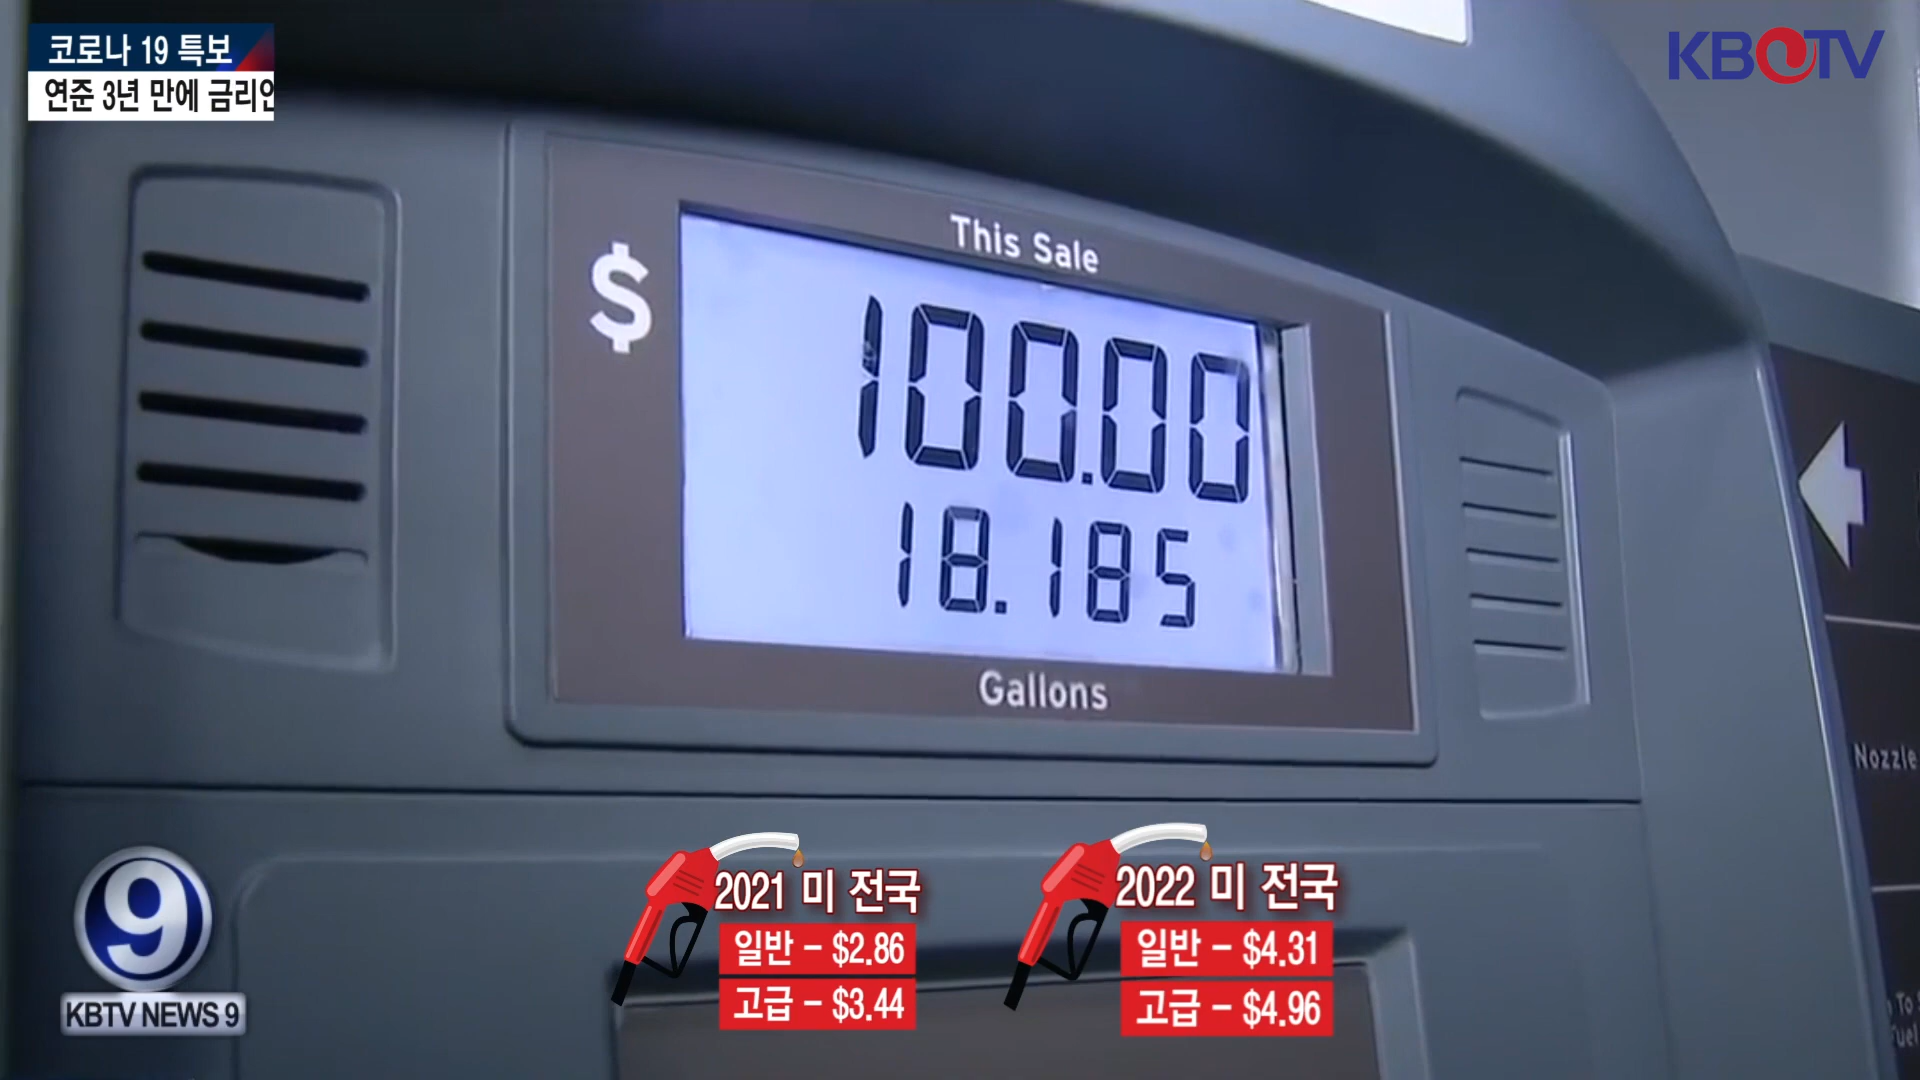 코로나 19 특보
연준 3년 만에 금리인
KBTV
This Sale
$
100.00
18.185
Gallons
Nozzle
To
2021 미 전국
일반 - $2.86
고급 - $3.44
2022 미 전국
일반 - $4.31
고급 - $4.96
9
KBTV NEWS 9